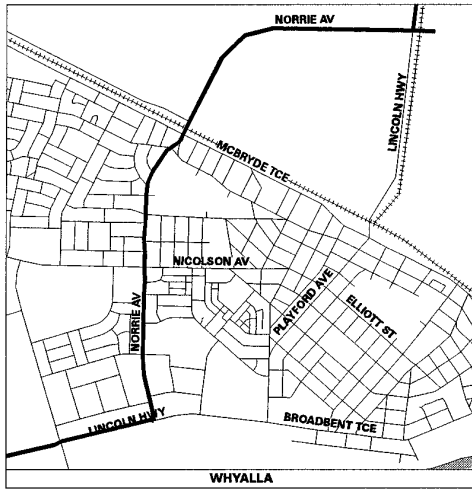 NORRIE AV
LINCOLN HWY
MCBRYDE TCE
NICOLSON AV
PLAYFORD AVE
ELLIOTT ST
NORRIE AV
LINCOLN HWY
BROADBENT TCE
WHYALLA